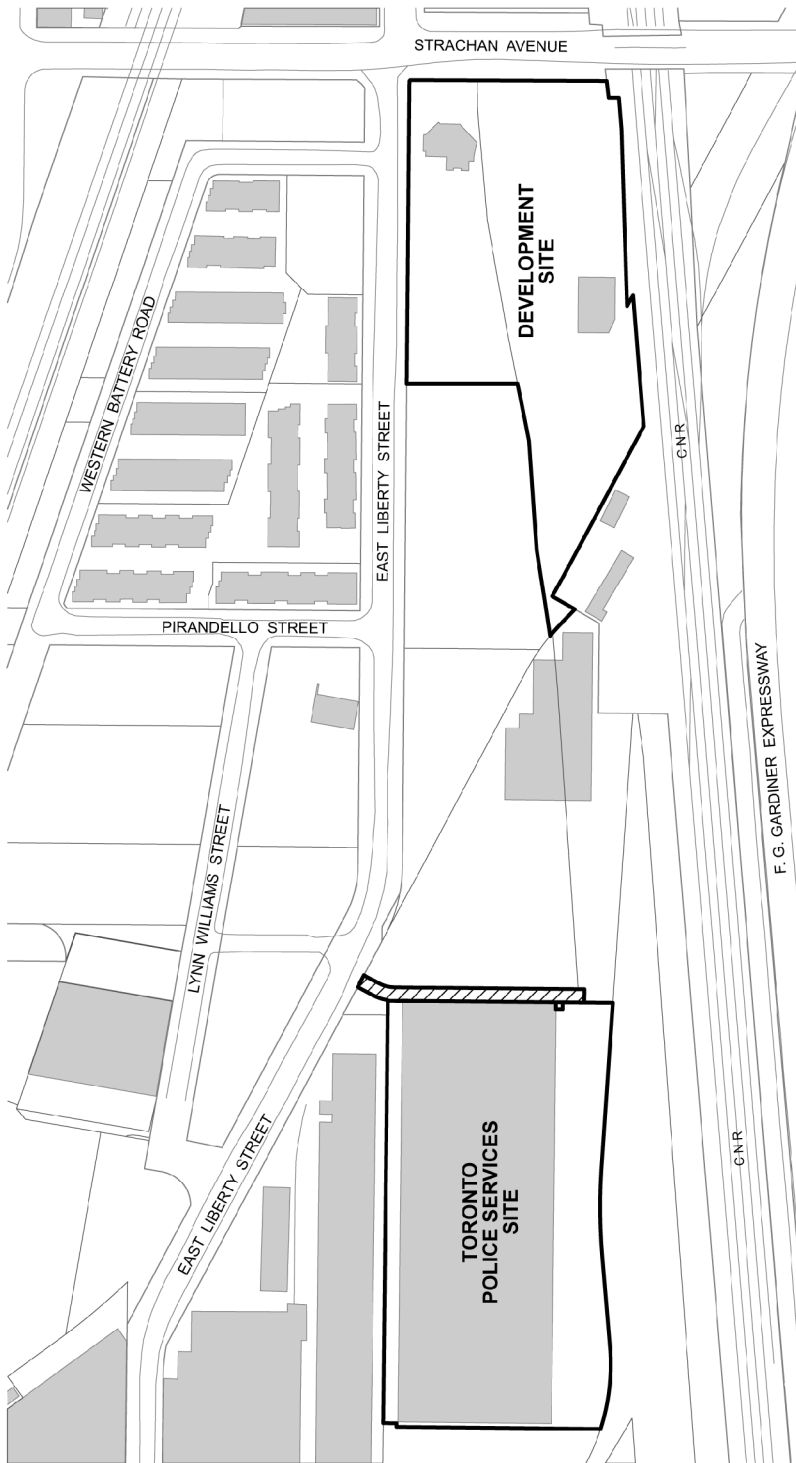 STRACHAN AVENUE
DEVELOPMENT
SITE
WESTERN BATTERY ROAD
EAST LIBERTY STREET
CNR
PIRANDELLO STREET
F. G. GARDINER EXPRESSWAY
LYNN WILLIAMS STREET
EAST LIBERTY STREET
TORONTO
POLICE SERVICES
SITE
CNR